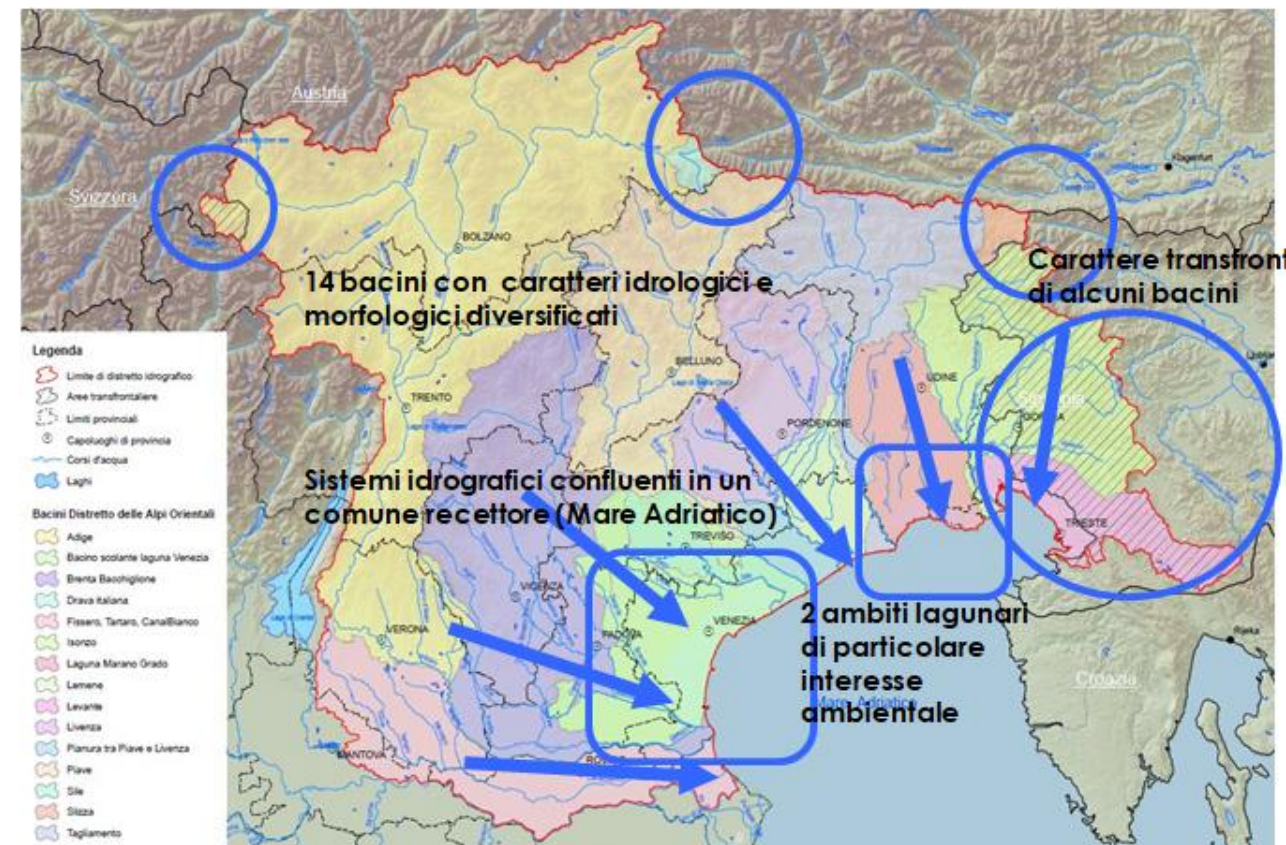 Austria
Svizzera
Klagenfurt
BOLZANO
14 bacini con caratteri idrologici e
morfologici diversificati
Carattere transfront
di alcuni bacini
Legenda
Limite di distretto idrografico
Aree transfrontaliere
Limiti provinciali
Capoluoghi di provincia
Corsi d'acqua
Laghi
Bacini Distretto delle Alpi Orientali
Adige
Bacino scolante laguna Venezia
Brenta Bacchiglione
Drava Italiana
Fissero, Tartaro, CanalBianco
Isonzo
Laguna Marano Grado
Lemene
Levante
Livenza
Pianura tra Piave e Livenza
Piave
Sile
Slizza
Tagliamento
BELLUNO
TRENTO
UDINE
PORDENONE
GORIZIA
Sistemi idrografici confluenti in un
comune recettore (Mare Adriatico)
TREVISO
TRIESTE
VICENZA
VERONA
PADOVA
VENEZIA
2 ambiti lagunari
di particolare
interesse
ambientale
Mare Adriatico
Rijeka
Croazia
MANTOVA